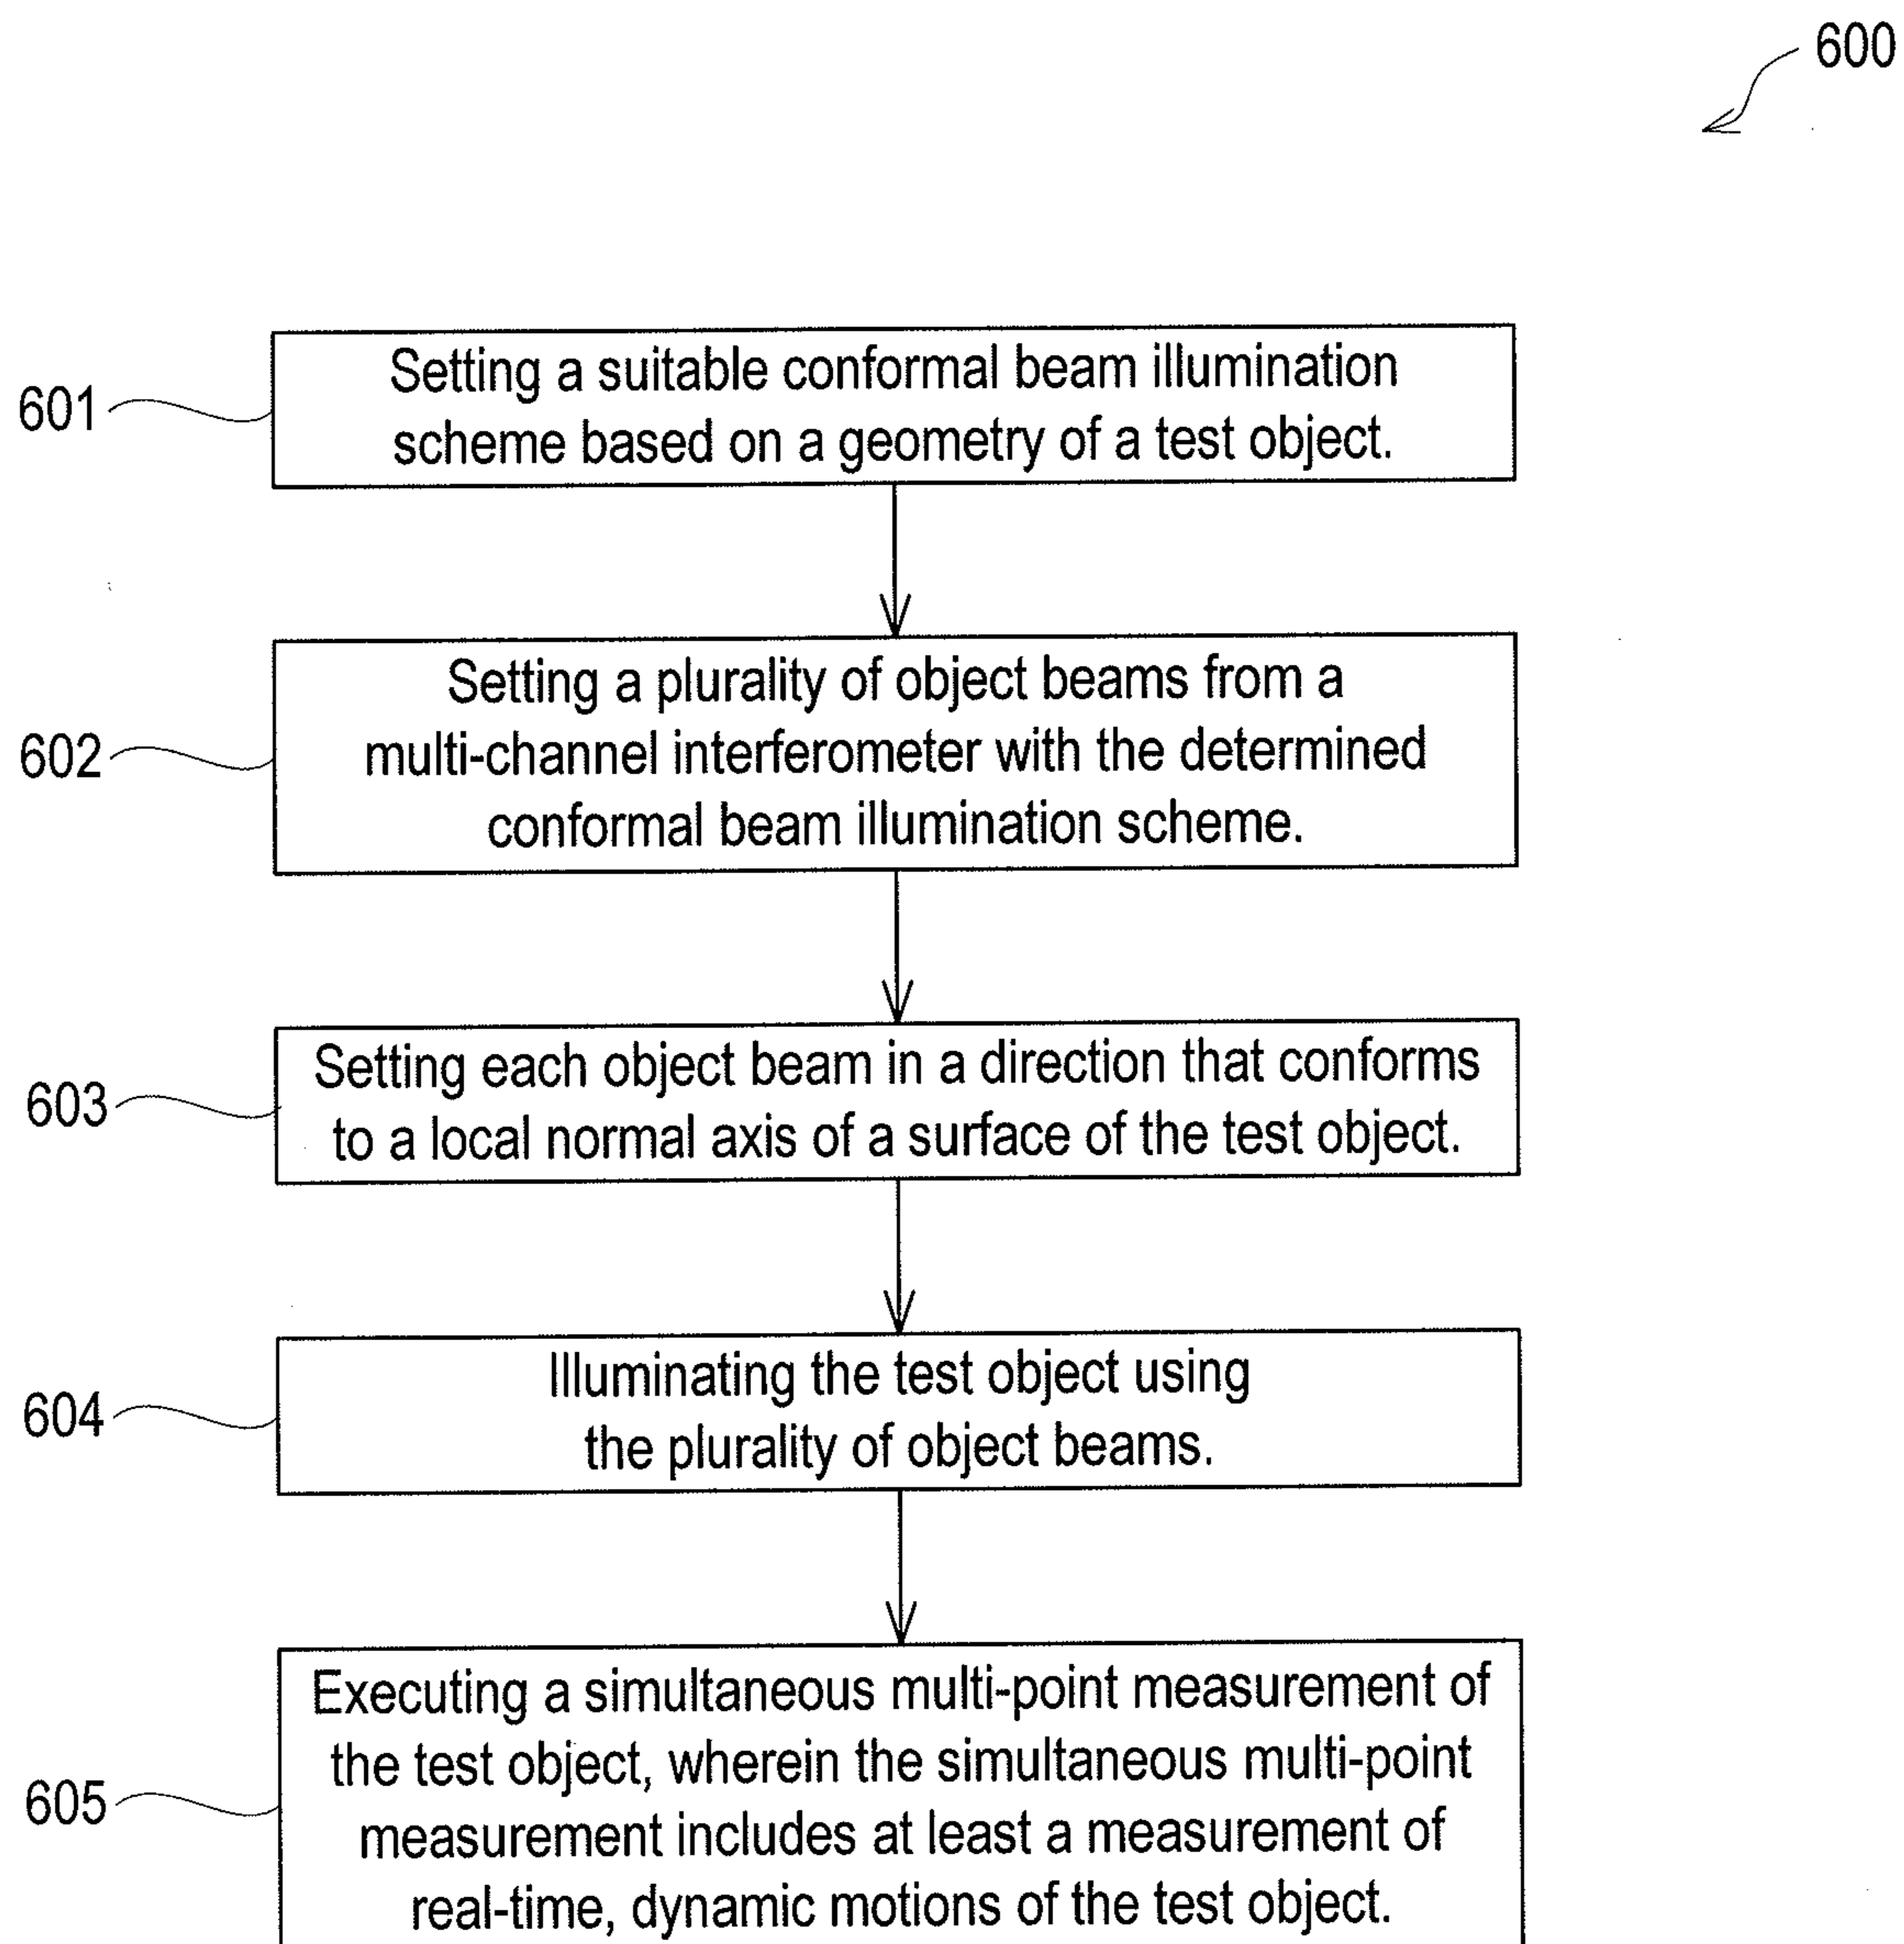 600
601
Setting a suitable conformal beam illumination
scheme based on a geometry of a test object.
602
Setting a plurality of object beams from a
multi-channel interferometer with the determined
conformal beam illumination scheme.
603
Setting each object beam in a direction that conforms
to a local normal axis of a surface of the test object.
604
Illuminating the test object using
the plurality of object beams.
605
Executing a simultaneous multi-point measurement of
the test object, wherein the simultaneous multi-point
measurement includes at least a measurement of
real-time, dynamic motions of the test object.